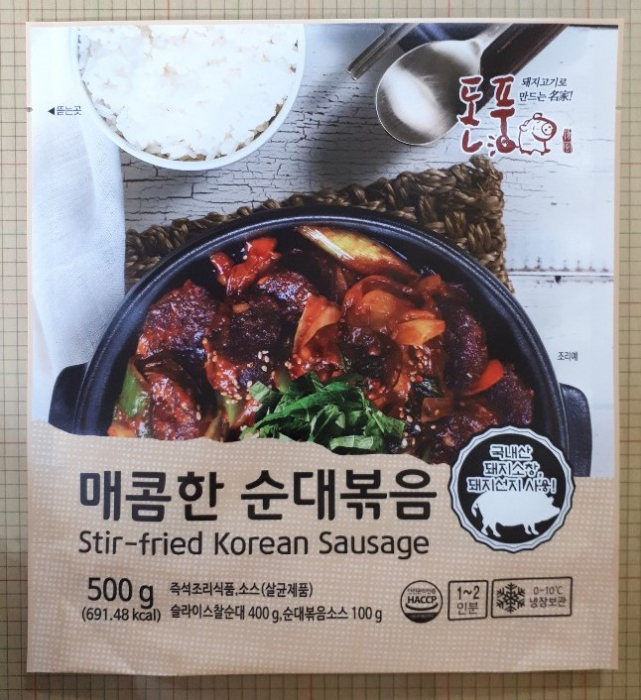 돈풍
돼지고기로
만드는 名家!
◀뜯는곳
조리예
국내산
돼지소창,
돼지선지 사용!
매콤한 순대볶음
Stir-fried Korean Sausage
500 g
(691.48 kcal)
즉석조리식품,소스(살균제품)
슬라이스찰순대 400 g,순대볶음소스 100 g
HACCP
1~2
인분
0~10℃
냉장보관